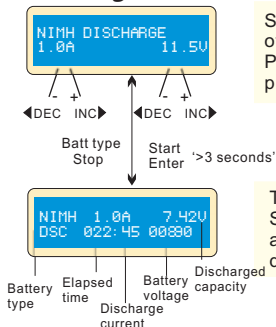 NIMH DISCHARGE
1.0A 11.5V
- + - +
DEC INC DEC INC
Batt type
Stop
Start
Enter
'>3 seconds'
NIMH 1.0A 7.42V
DSC 022:45 00890
Battery
type
Elapsed
time
Discharge
current
Battery
voltage
Discharged
capacity